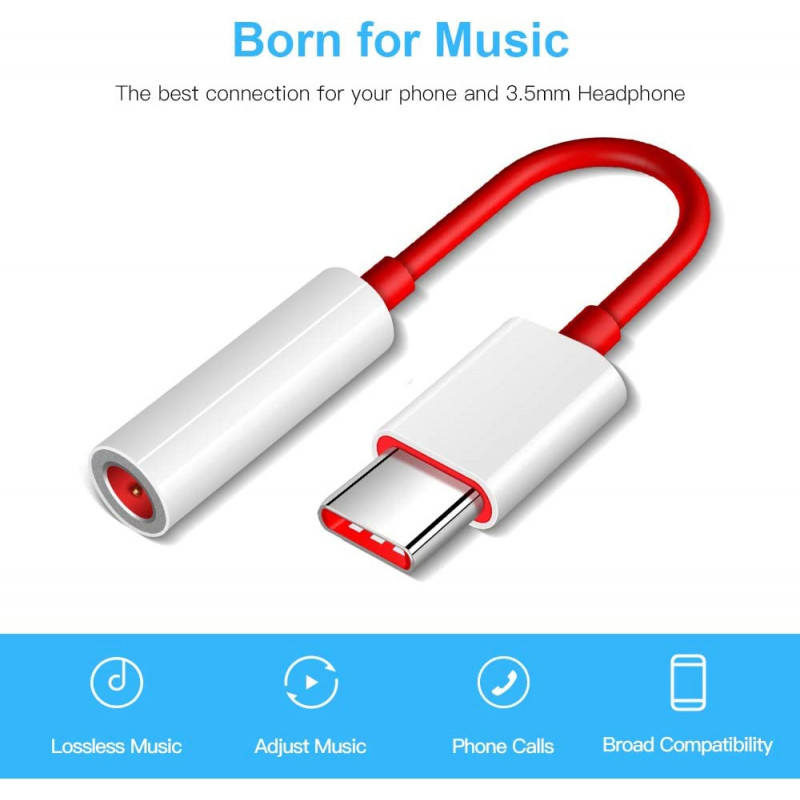 Born for Music
The best connection for your phone and 3.5mm Headphone
Lossless Music
Adjust Music
Phone Calls
Broad Compatibility